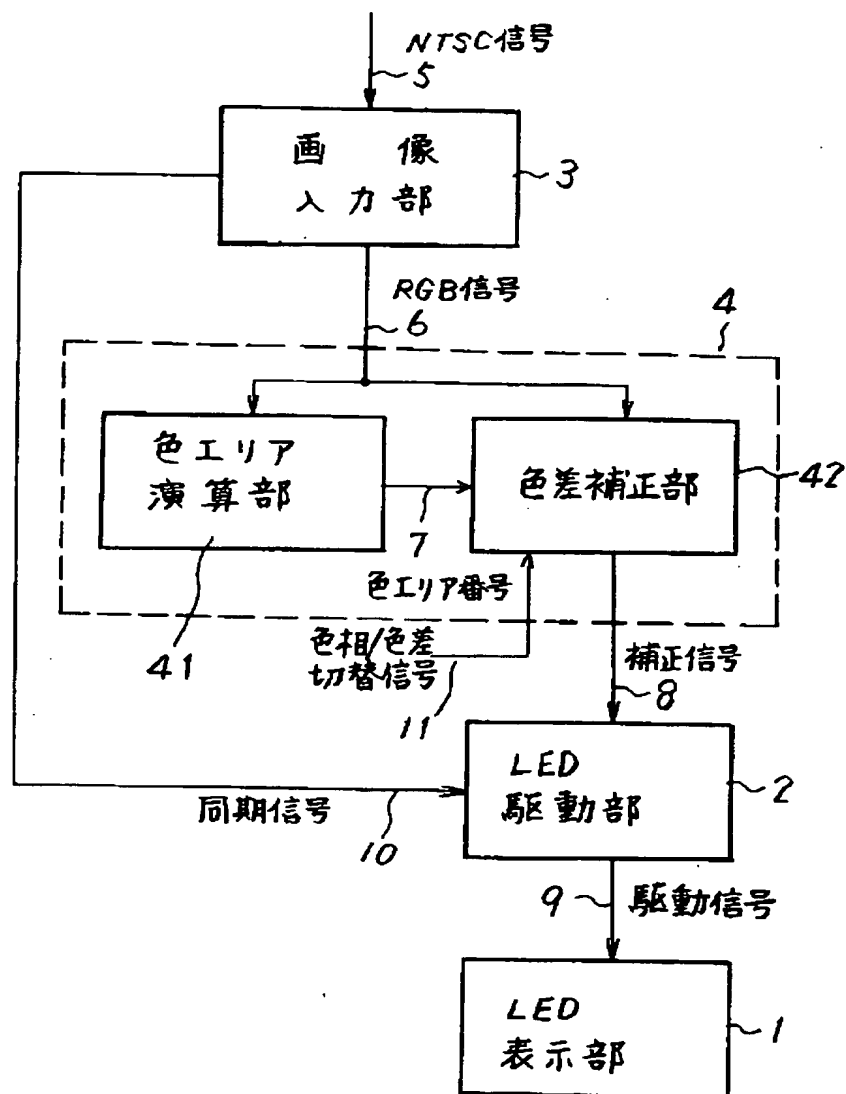 NTSC信号
5
画 像
入力部
3
RGB信号
6
4
色エリア
演算部
色差補正部
42
7
色エリア番号
41
色相/色差
切替信号
11
補正信号
8
LED
駆動部
2
同期信号
10
9
駆動信号
LED
表示部
1